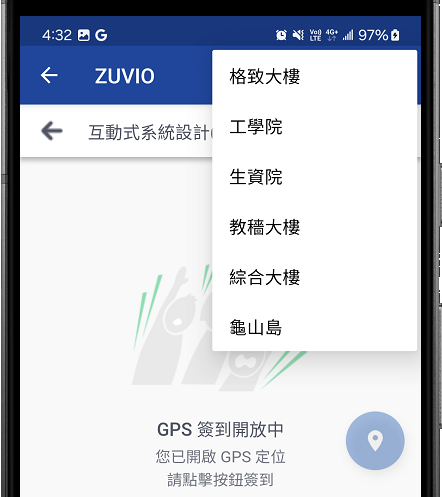 4:32 G Vo)) LTE 4G+ 97%
ZUVIO
互動式系統設計(
格致大樓
工學院
生資院
教穡大樓
綜合大樓
龜山島
GPS 簽到開放中
您已開啟 GPS 定位
請點擊按鈕簽到